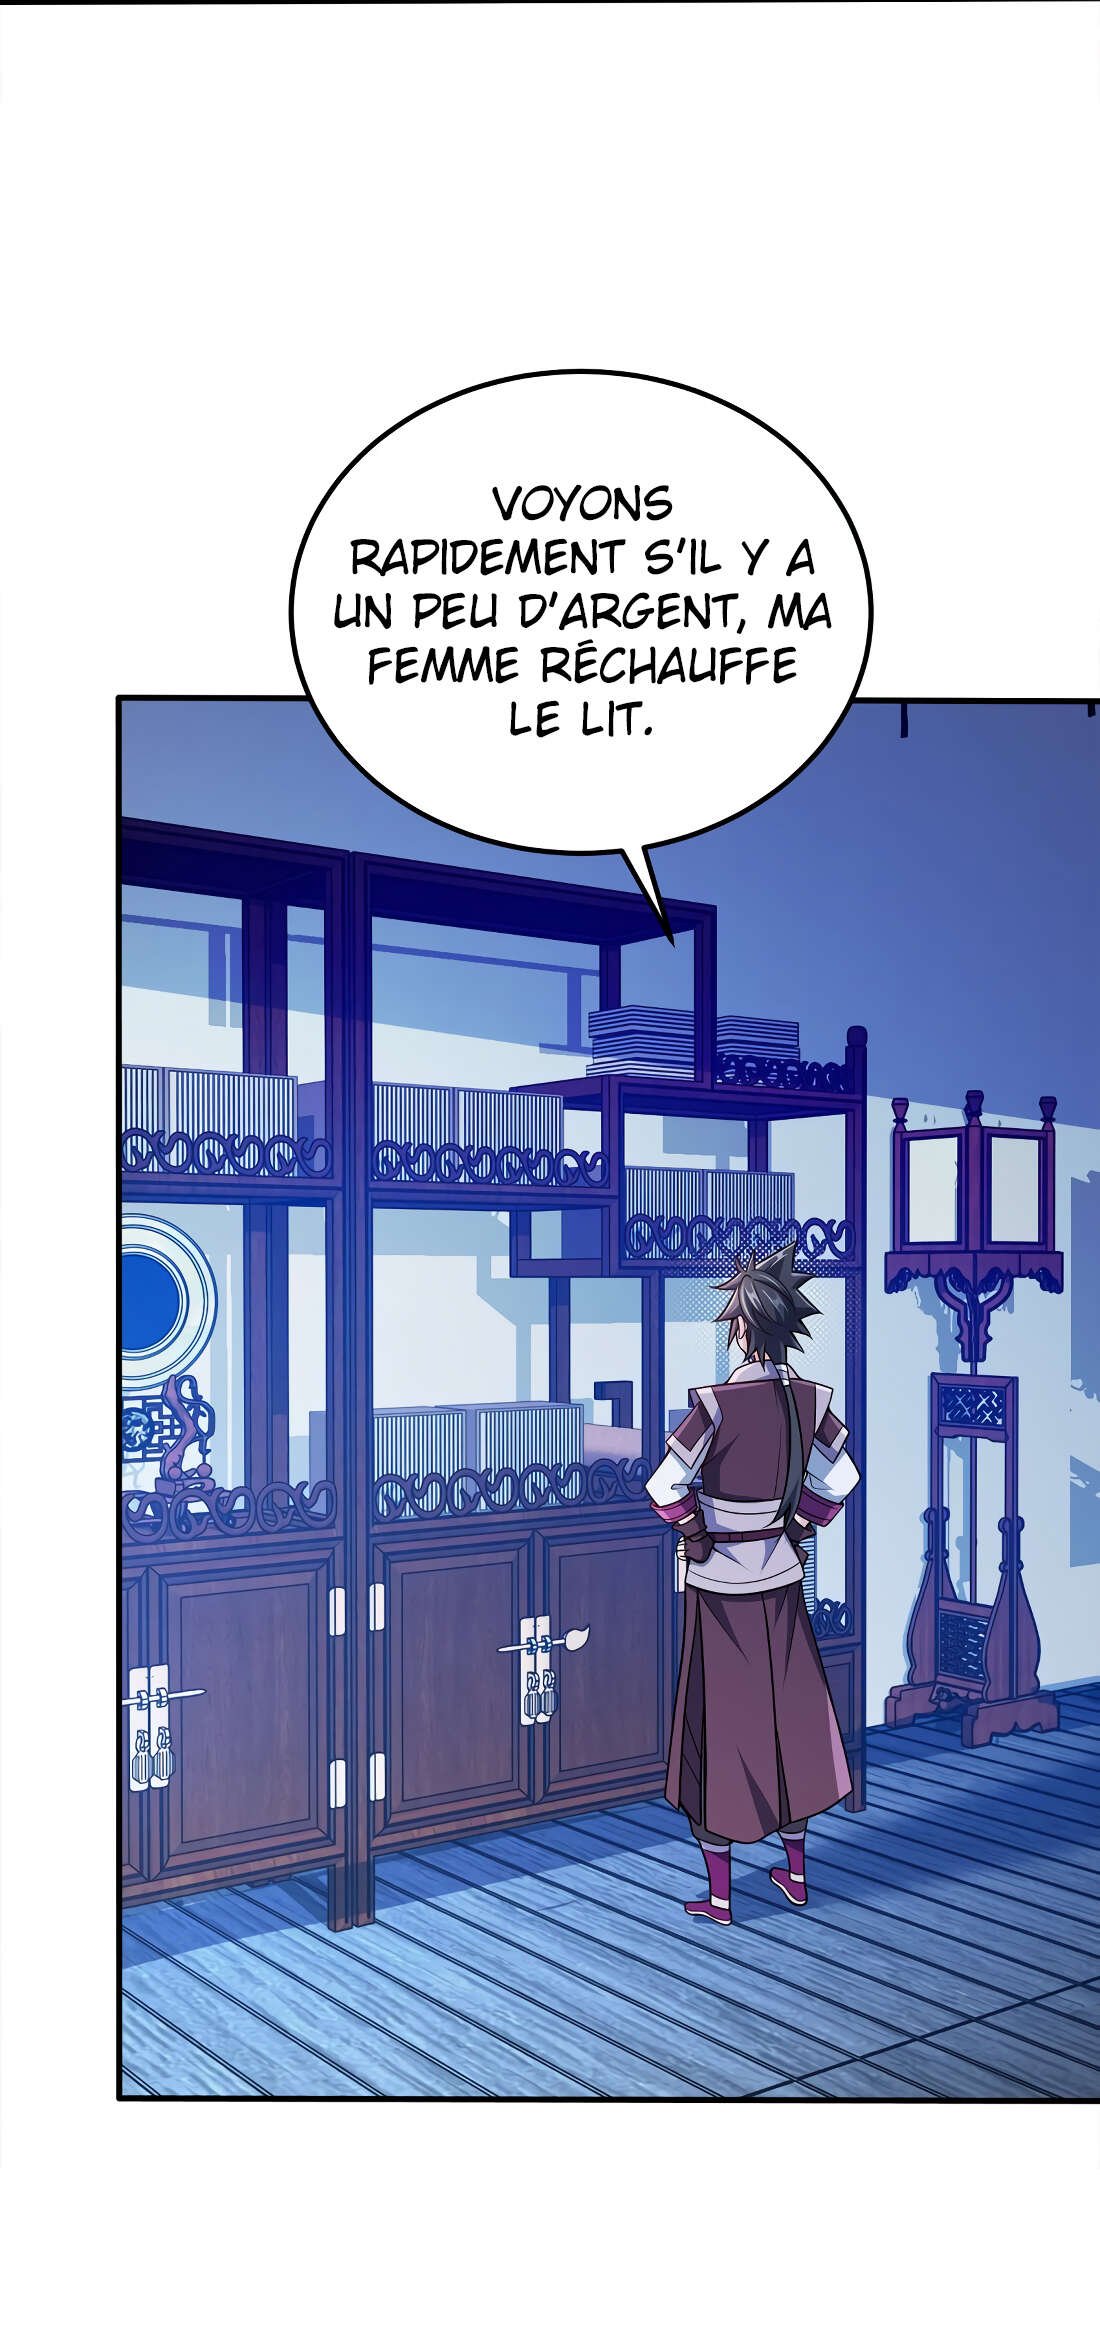 VOYONS
RAPIDEMENT S'IL Y A
UN PEU D'ARGENT, MA
FEMME RÉCHAUFFE
LE LIT.